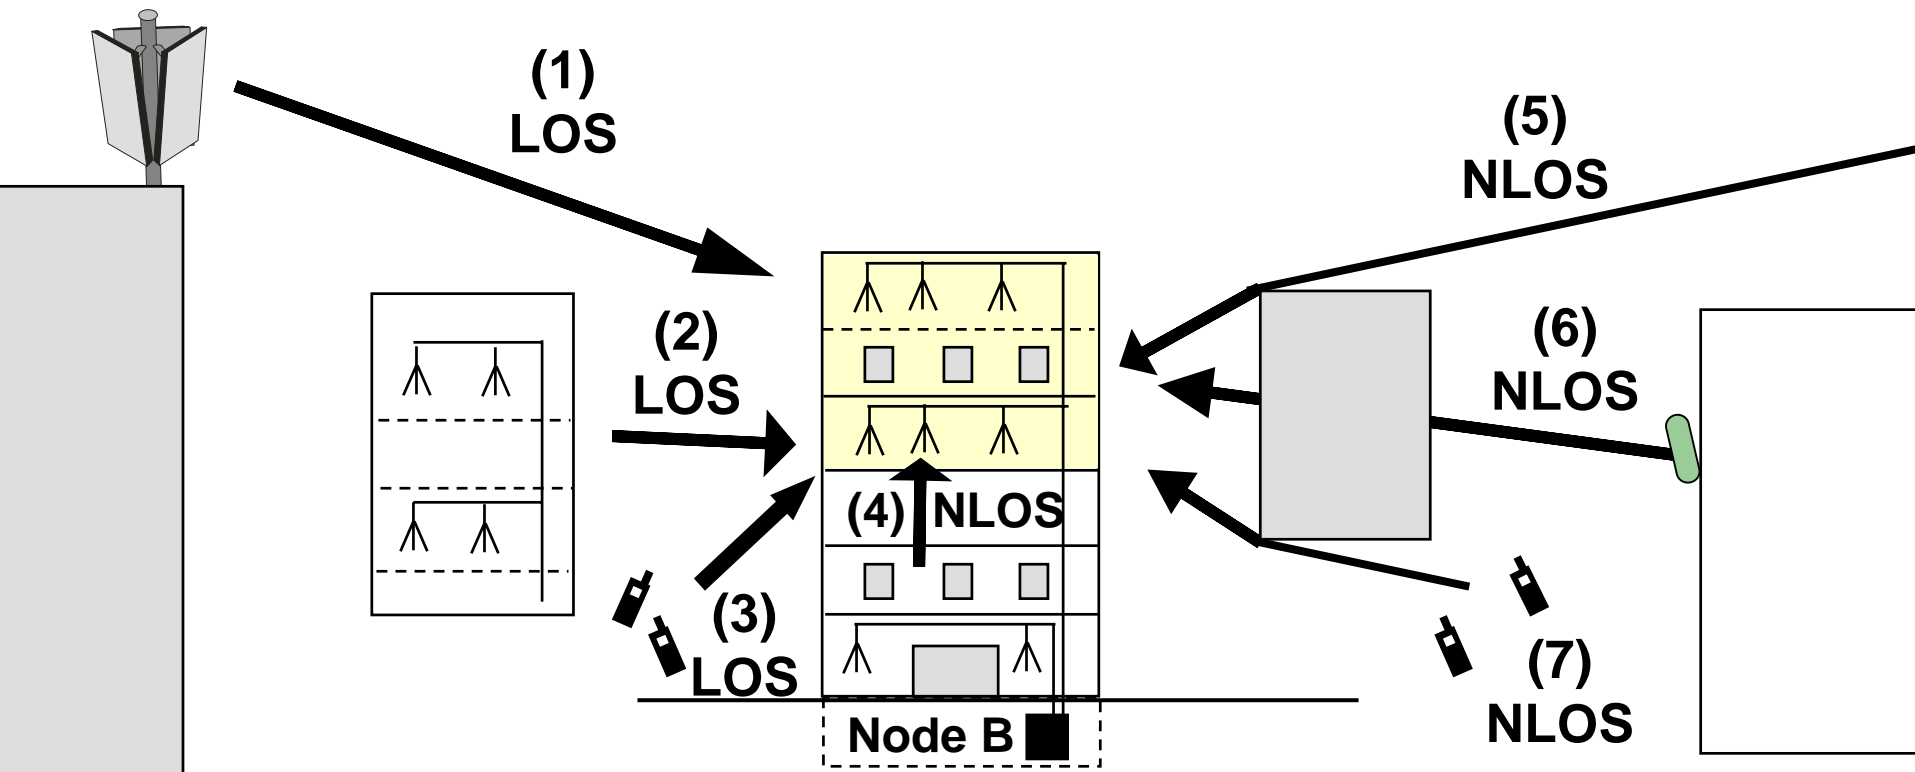 (1)
LOS
(5)
NLOS
(2)
LOS
(6)
NLOS
(4) NLOS
(3)
LOS
(7)
NLOS
Node B